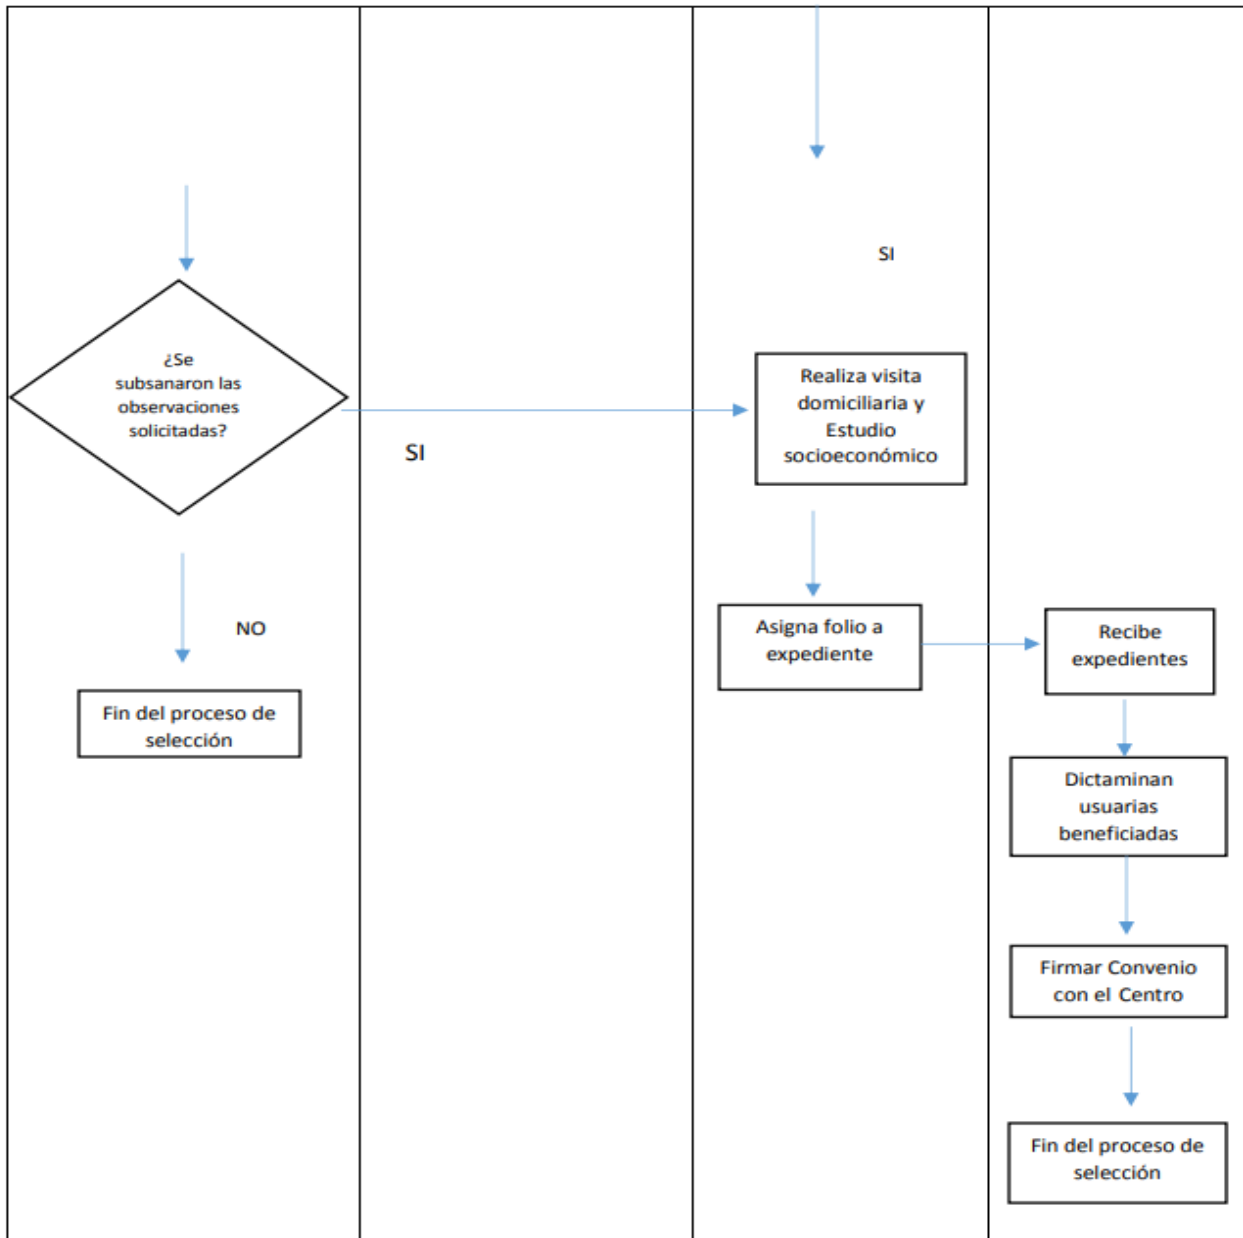 SI
¿Se
subsanaron las
observaciones
solicitadas?
SI
Realiza visita
domiciliaria y
Estudio
socioeconómico
NO
Asigna folio a
expediente
Recibe
expedientes
Fin del proceso de
selección
Dictaminan
usuarias
beneficiadas
Firmar Convenio
con el Centro
Fin del proceso de
selección